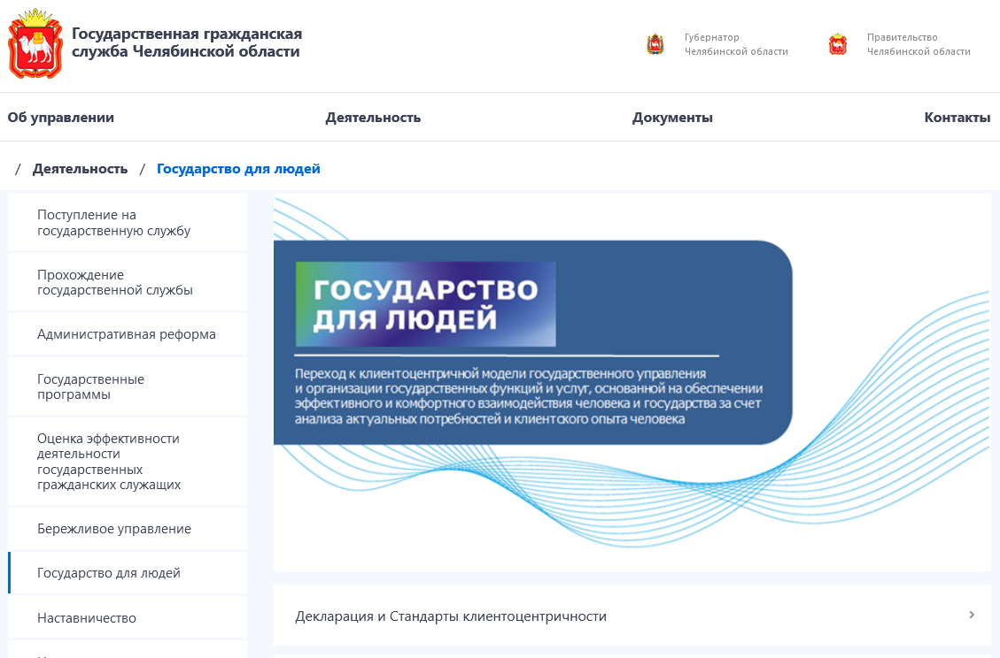 Государственная гражданская
служба Челябинской области
Губернатор
Челябинской области
Правительство
Челябинской области
Об управлении
Деятельность
Документы
Контакты
/ Деятельность / Государство для людей
Поступление на
государственную службу
Прохождение
государственной службы
Административная реформа
Государственные
программы
Оценка эффективности
деятельности
государственных
гражданских служащих
Бережливое управление
Государство для людей
Наставничество
ГОСУДАРСТВО
ДЛЯ ЛЮДЕЙ
Переход к клиентоцентричной модели государственного управления
и организации государственных функций и услуг, основанной на обеспечении
эффективного и комфортного взаимодействия человека и государства за счет
анализа актуальных потребностей и клиентского опыта человека
Декларация и Стандарты клиентоцентричности